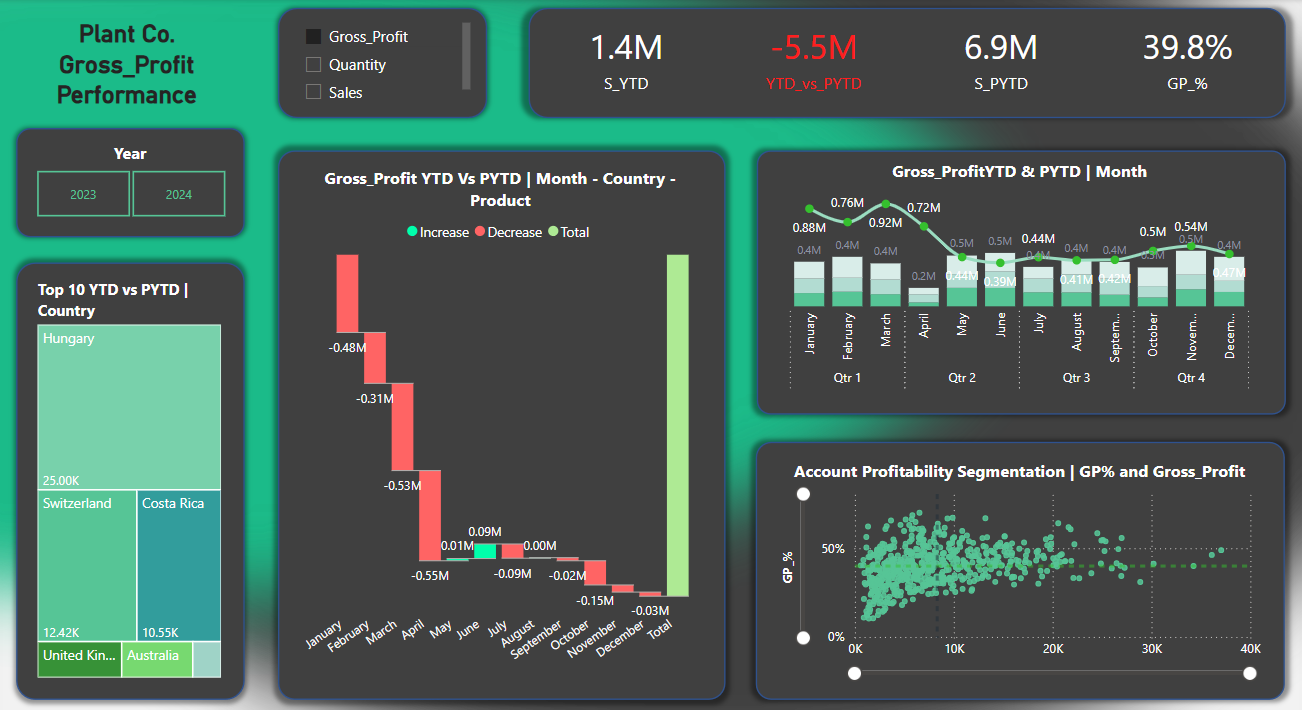 Plant Co.
Gross_Profit
Performance
Gross_Profit
Quantity
Sales
1.4M
S_YTD
-5.5M
YTD_vs_PYTD
6.9M
S_PYTD
39.8%
GP_%
Year
2023
2024
Top 10 YTD vs PYTD |
Country
Hungary
25.00K
Switzerland
12.42K
Costa Rica
10.55K
United Kin...
Australia
Gross_Profit YTD Vs PYTD | Month - Country -
Product
Increase
Decrease
Total
-0.48M
-0.31M
-0.53M
-0.55M
0.01M
0.09M
-0.09M
0.00M
-0.02M
-0.15M
-0.03M
January
February
March
April
May
June
July
August
September
October
November
December
Total
Gross_ProfitYTD & PYTD | Month
0.88M
0.76M
0.92M
0.72M
0.44M
0.39M
0.44M
0.41M
0.42M
0.5M
0.54M
0.47M
0.4M
0.4M
0.4M
0.2M
0.5M
0.5M
0.4M
0.4M
0.4M
0.5M
0.4M
January
February
March
April
May
June
July
August
Septem...
October
Novem...
Decem...
Qtr 1
Qtr 2
Qtr 3
Qtr 4
Account Profitability Segmentation | GP% and Gross_Profit
GP_%
50%
0%
0K
10K
20K
30K
40K